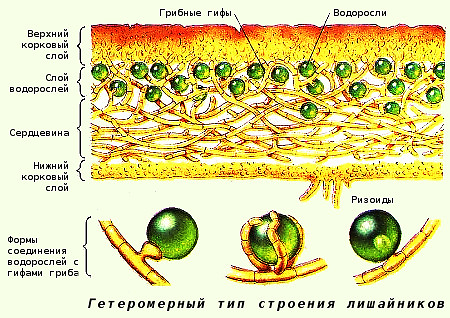 Грибные гифы
Водоросли
Верхний
корковый
слой
Слой
водорослей
Сердцевина
Нижний
корковый
слой
Ризоиды
Формы
соединения
водорослей с
гифами гриба
Гетеромерный тип строения лишайников